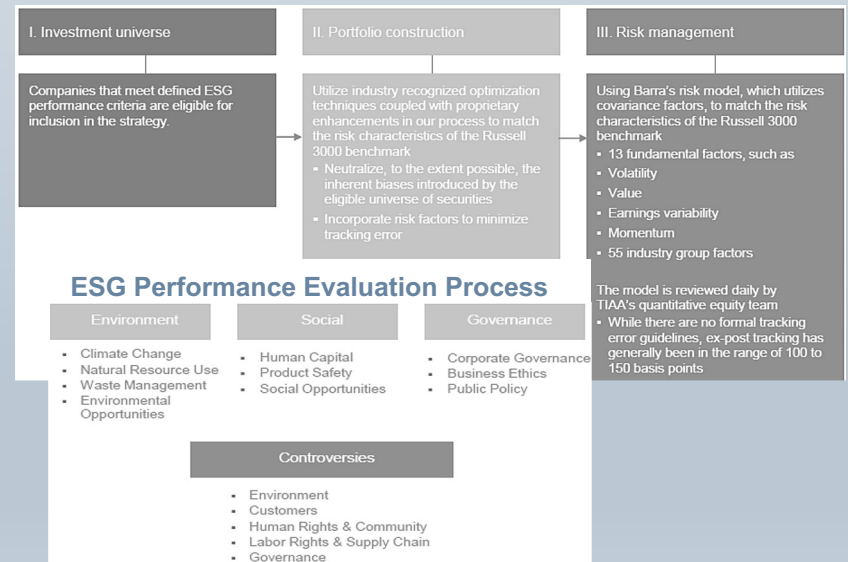 I. Investment universe
Companies that meet defined ESG
performance criteria are eligible for
inclusion in the strategy.
II. Portfolio construction
Utilize industry recognized optimization
techniques coupled with proprietary
enhancements in our process to match
the risk characteristics of the Russell
3000 benchmark
▪ Neutralize, to the extent possible, the
inherent biases introduced by the
eligible universe of securities
▪ Incorporate risk factors to minimize
tracking error
III. Risk management
Using Barra's risk model, which utilizes
covariance factors, to match the risk
characteristics of the Russell 3000
benchmark
▪ 13 fundamental factors, such as
▪ Volatility
▪ Value
▪ Earnings variability
▪ Momentum
▪ 55 industry group factors
The model is reviewed daily by
TIAA's quantitative equity team
▪ While there are no formal tracking
error guidelines, ex-post tracking has
generally been in the range of 100 to
150 basis points
ESG Performance Evaluation Process
Environment
▪ Climate Change
▪ Natural Resource Use
▪ Waste Management
▪ Environmental
Opportunities
Social
▪ Human Capital
▪ Product Safety
▪ Social Opportunities
Governance
▪ Corporate Governance
▪ Business Ethics
▪ Public Policy
Controversies
▪ Environment
▪ Customers
▪ Human Rights & Community
▪ Labor Rights & Supply Chain
▪ Governance